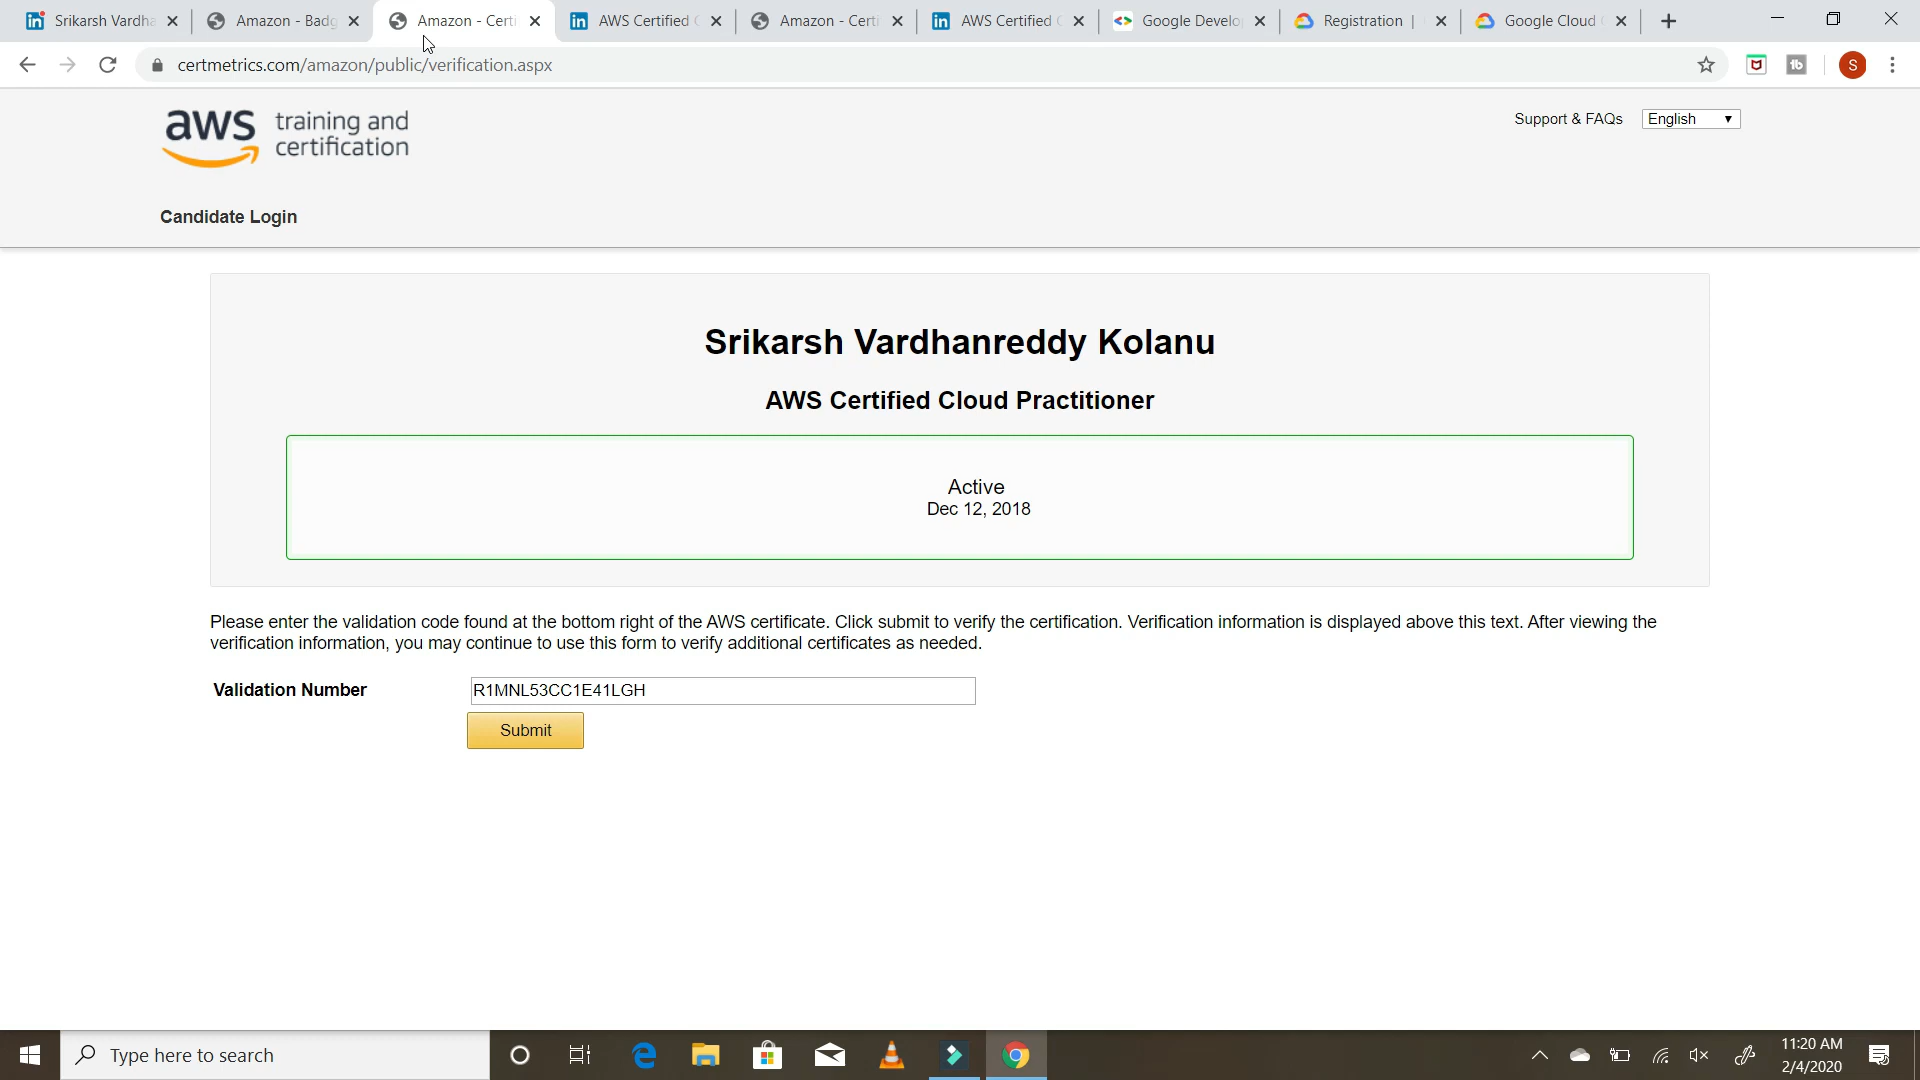 Srikarsh Vardha
Amazon - Badg
Amazon - Certi
AWS Certified C
Amazon - Certi
AWS Certified C
Google Develo
Registration |
Google Cloud
certmetrics.com/amazon/public/verification.aspx
S
aws training and certification
Support & FAQs
English
Candidate Login
Srikarsh Vardhanreddy Kolanu
AWS Certified Cloud Practitioner
Active
Dec 12, 2018
Please enter the validation code found at the bottom right of the AWS certificate. Click submit to verify the certification. Verification information is displayed above this text. After viewing the
verification information, you may continue to use this form to verify additional certificates as needed.
Validation Number
R1MNL53CC1E41LGH
Submit
Type here to search
11:20 AM
2/4/2020